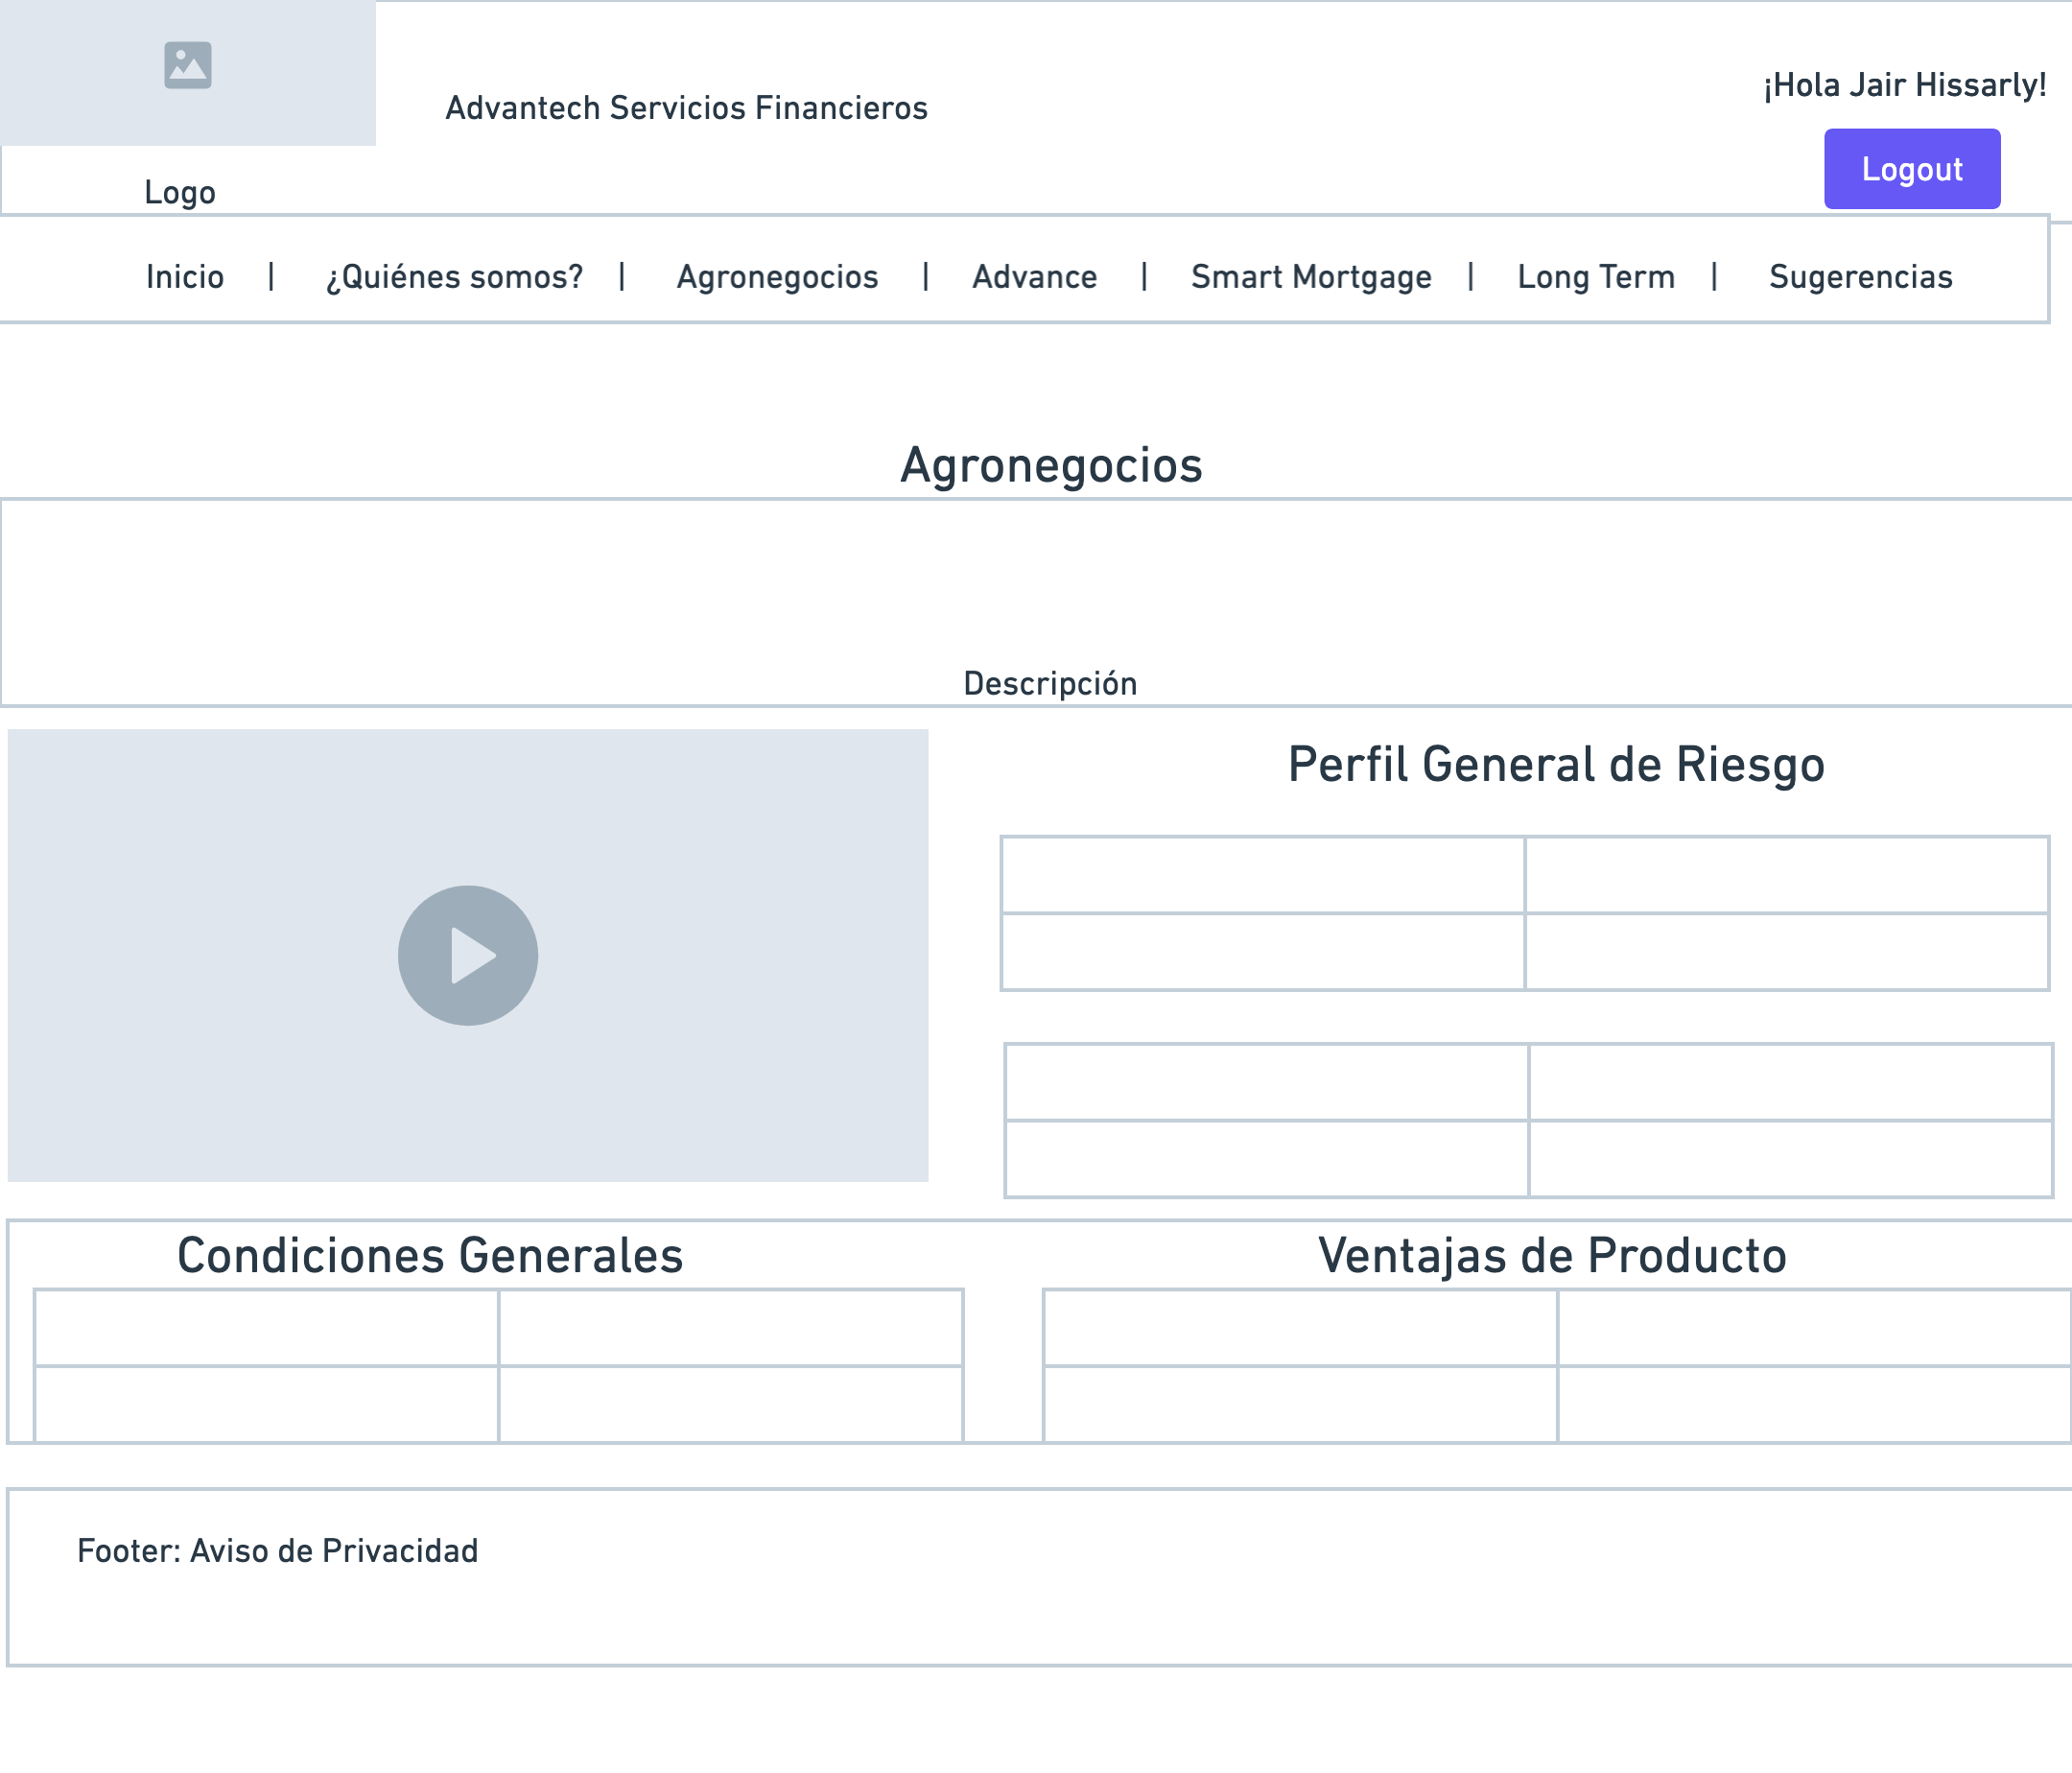 Advantech Servicios Financieros
¡Hola Jair Hissarly!
Logout
Logo
Inicio | ¿Quiénes somos? | Agronegocios | Advance | Smart Mortgage | Long Term | Sugerencias
Agronegocios
Descripción
Perfil General de Riesgo
Condiciones Generales
Ventajas de Producto
Footer: Aviso de Privacidad